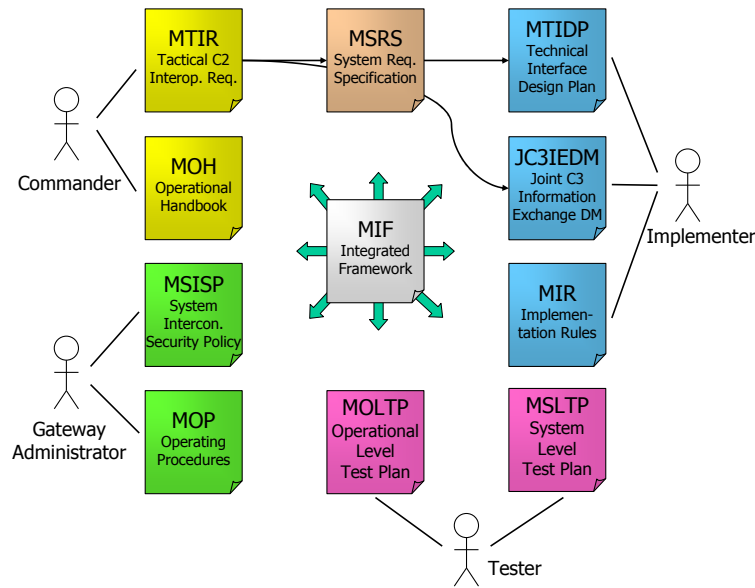 MTIR
Tactical C2
Interop. Req.
MSRS
System Req.
Specification
MTIDP
Technical
Interface
Design Plan
Commander
MOH
Operational
Handbook
JC3IEDM
Joint C3
Information
Exchange DM
Implementer
MIF
Integrated
Framework
MSISP
System
Intercon.
Security Policy
MIR
Implemen-
tation Rules
Gateway
Administrator
MOP
Operating
Procedures
MOLTP
Operational
Level
Test Plan
MSLTP
System
Level
Test Plan
Tester